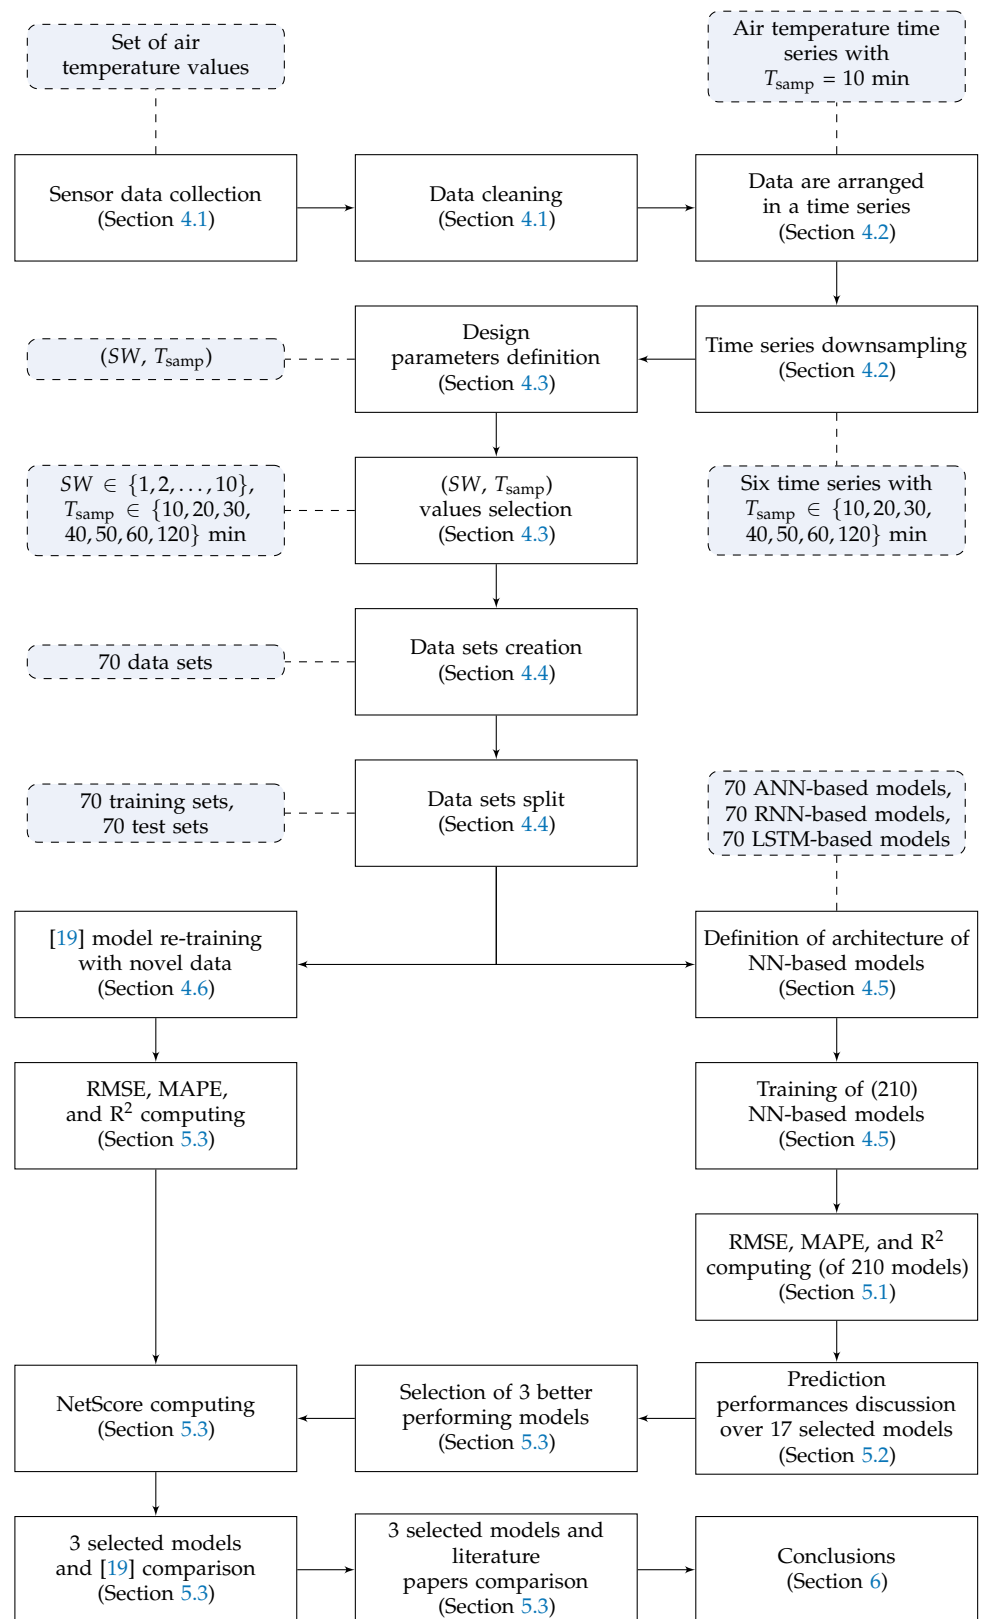 Set of air
temperature values
Air temperature time
series with
T_samp = 10 min
Sensor data collection
(Section 4.1)
Data cleaning
(Section 4.1)
Data are arranged
in a time series
(Section 4.2)
(SW, T_samp)
Design
parameters definition
(Section 4.3)
Time series downsampling
(Section 4.2)
SW ∈ {1, 2, . . . , 10},
T_samp ∈ {10, 20, 30,
40, 50, 60, 120} min
(SW, T_samp)
values selection
(Section 4.3)
Six time series with
T_samp ∈ {10, 20, 30,
40, 50, 60, 120} min
70 data sets
Data sets creation
(Section 4.4)
70 training sets,
70 test sets
Data sets split
(Section 4.4)
70 ANN-based models,
70 RNN-based models,
70 LSTM-based models
[19] model re-training
with novel data
(Section 4.6)
Definition of architecture of
NN-based models
(Section 4.5)
RMSE, MAPE,
and R² computing
(Section 5.3)
Training of (210)
NN-based models
(Section 4.5)
RMSE, MAPE, and R²
computing (of 210 models)
(Section 5.1)
NetScore computing
(Section 5.3)
Selection of 3 better
performing models
(Section 5.3)
Prediction
performances discussion
over 17 selected models
(Section 5.2)
3 selected models
and [19] comparison
(Section 5.3)
3 selected models and
literature
papers comparison
(Section 5.3)
Conclusions
(Section 6)